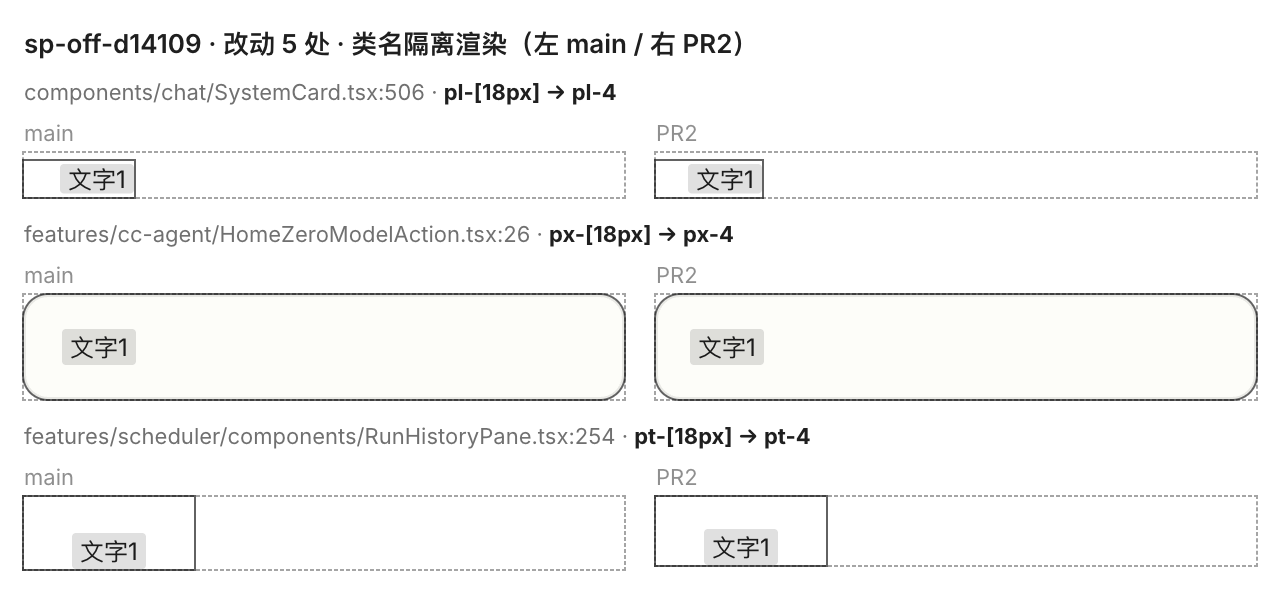 sp-off-d14109 · 改动 5 处 · 类名隔离渲染（左 main / 右 PR2）
components/chat/SystemCard.tsx:506 · pl-[18px] → pl-4
main PR2
文字1 文字1
features/cc-agent/HomeZeroModelAction.tsx:26 · px-[18px] → px-4
main PR2
文字1 文字1
features/scheduler/components/RunHistoryPane.tsx:254 · pt-[18px] → pt-4
main PR2
文字1 文字1